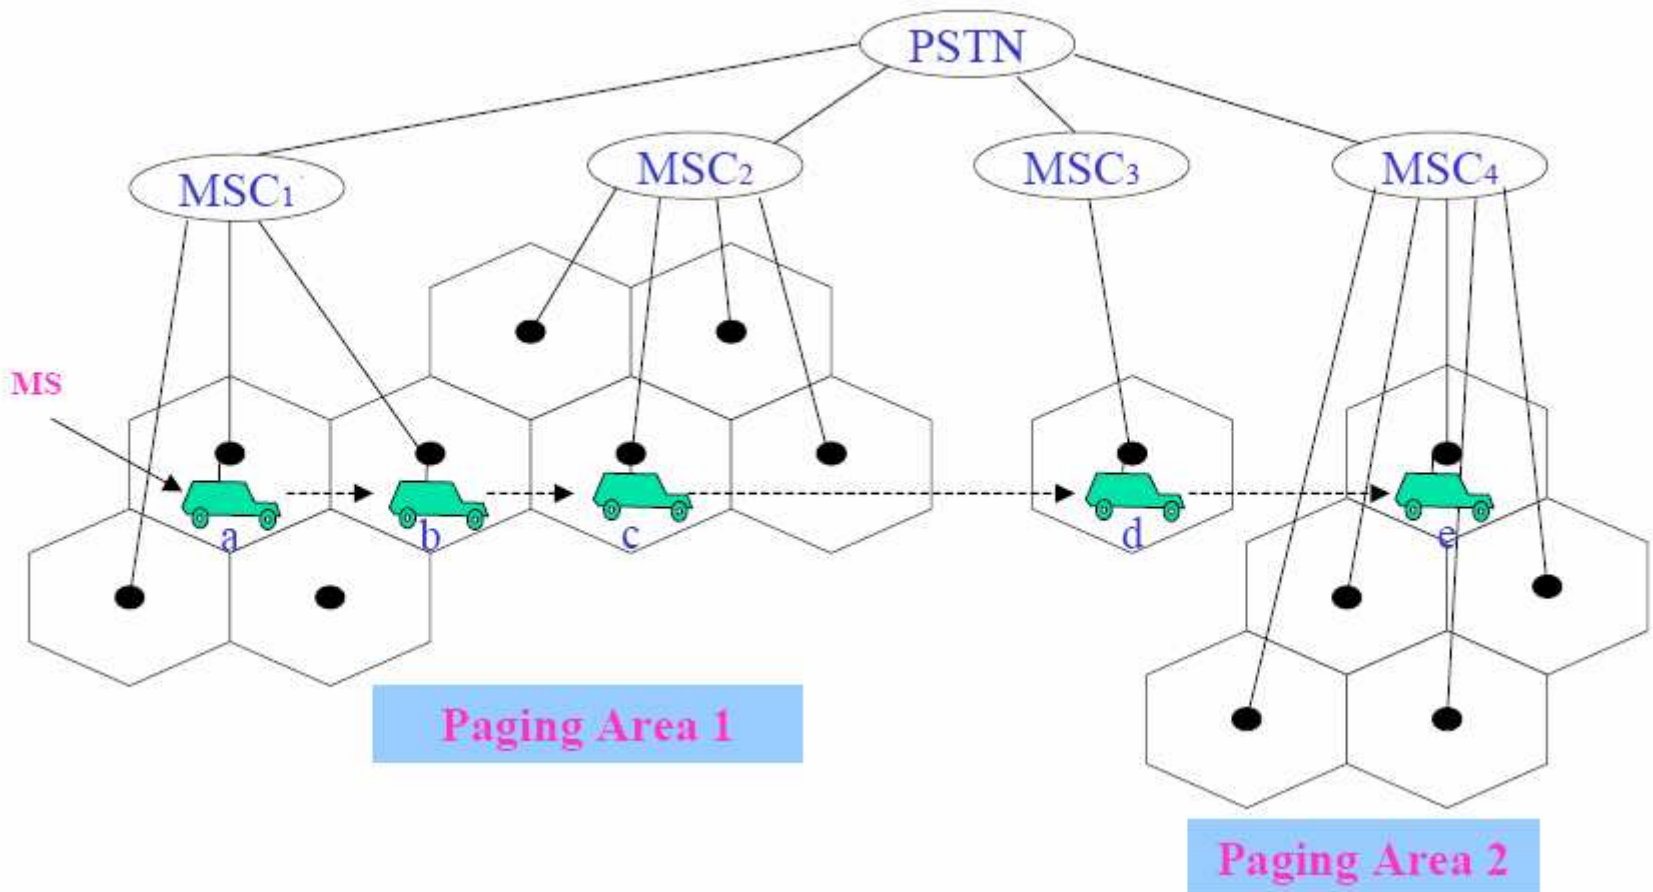 PSTN
MSC1
MSC2
MSC3
MSC4
MS
a
b
c
d
e
Paging Area 1
Paging Area 2